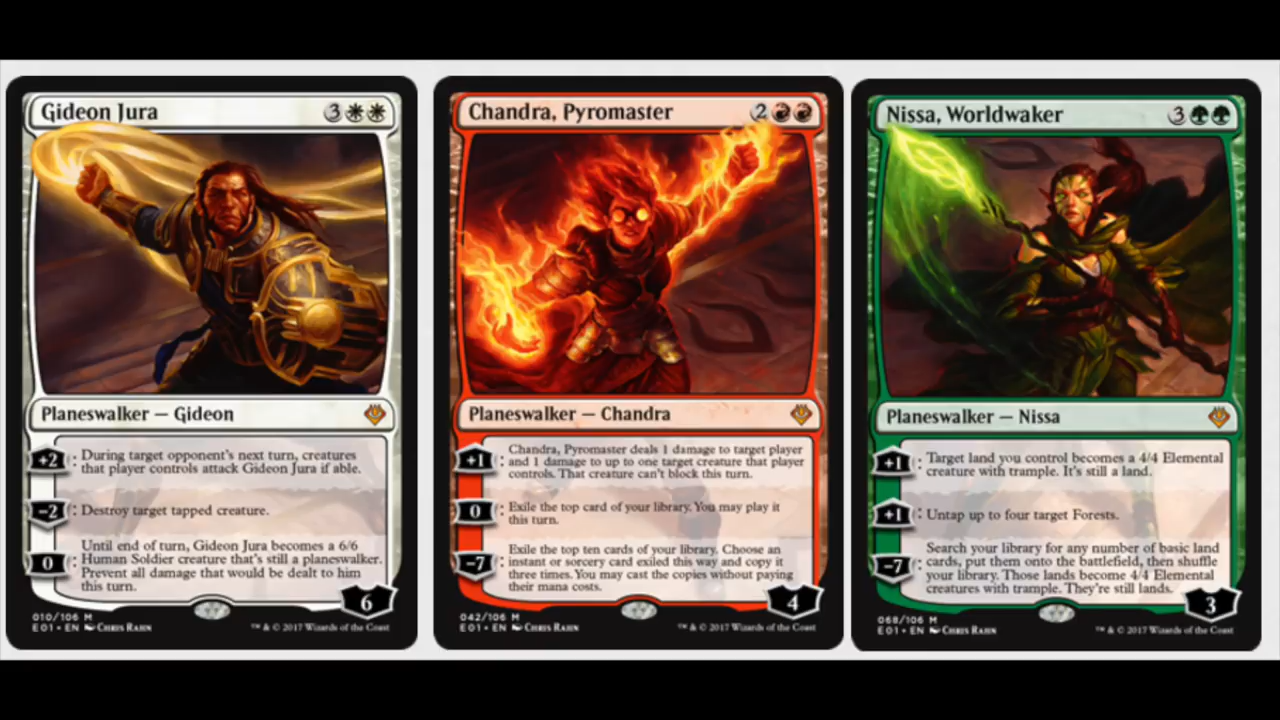 Gideon Jura 3
Planeswalker — Gideon
+2 : During target opponent's next turn, creatures
that player controls attack Gideon Jura if able.
−2 : Destroy target tapped creature.
Until end of turn, Gideon Jura becomes a 6/6
0 : Human Soldier creature that's still a planeswalker.
Prevent all damage that would be dealt to him
this turn.
6
010/106 M
E01 • EN Chris Rahn
™ & © 2017 Wizards of the Coast
Chandra, Pyromaster 2
Planeswalker — Chandra
Chandra, Pyromaster deals 1 damage to target player
+1 : and 1 damage to up to one target creature that player
controls. That creature can't block this turn.
0 : Exile the top card of your library. You may play it
this turn.
Exile the top ten cards of your library. Choose an
−7 : instant or sorcery card exiled this way and copy it
three times. You may cast the copies without paying
their mana costs.
4
042/106 M
E01 • EN Chris Rahn
™ & © 2017 Wizards of the Coast
Nissa, Worldwaker 3
Planeswalker — Nissa
+1 : Target land you control becomes a 4/4 Elemental
creature with trample. It's still a land.
+1 : Untap up to four target Forests.
Search your library for any number of basic land
−7 : cards, put them onto the battlefield, then shuffle
your library. Those lands become 4/4 Elemental
creatures with trample. They're still lands.
3
068/106 M
E01 • EN Chris Rahn
™ & © 2017 Wizards of the Coast